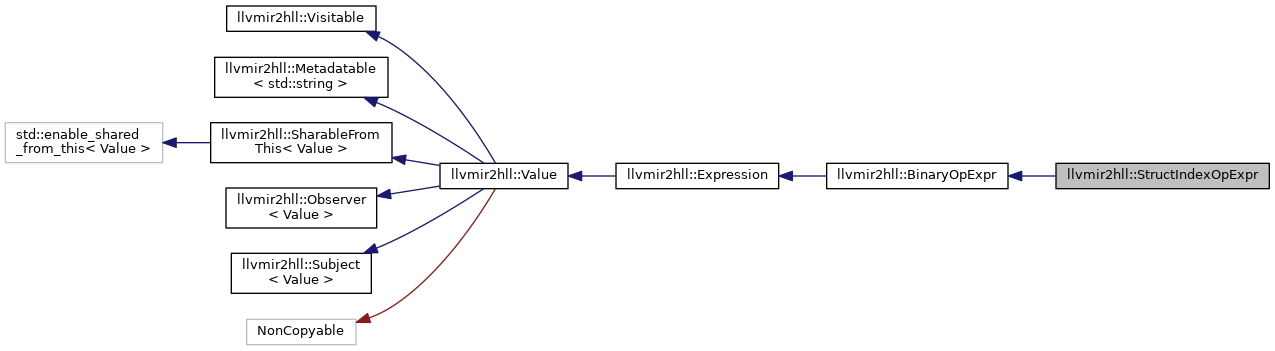 llvmir2hll::Visitable
llvmir2hll::Metadatable
< std::string >
std::enable_shared
_from_this< Value >
llvmir2hll::SharableFrom
This< Value >
llvmir2hll::Value
llvmir2hll::Expression
llvmir2hll::BinaryOpExpr
llvmir2hll::StructIndexOpExpr
llvmir2hll::Observer
< Value >
llvmir2hll::Subject
< Value >
NonCopyable